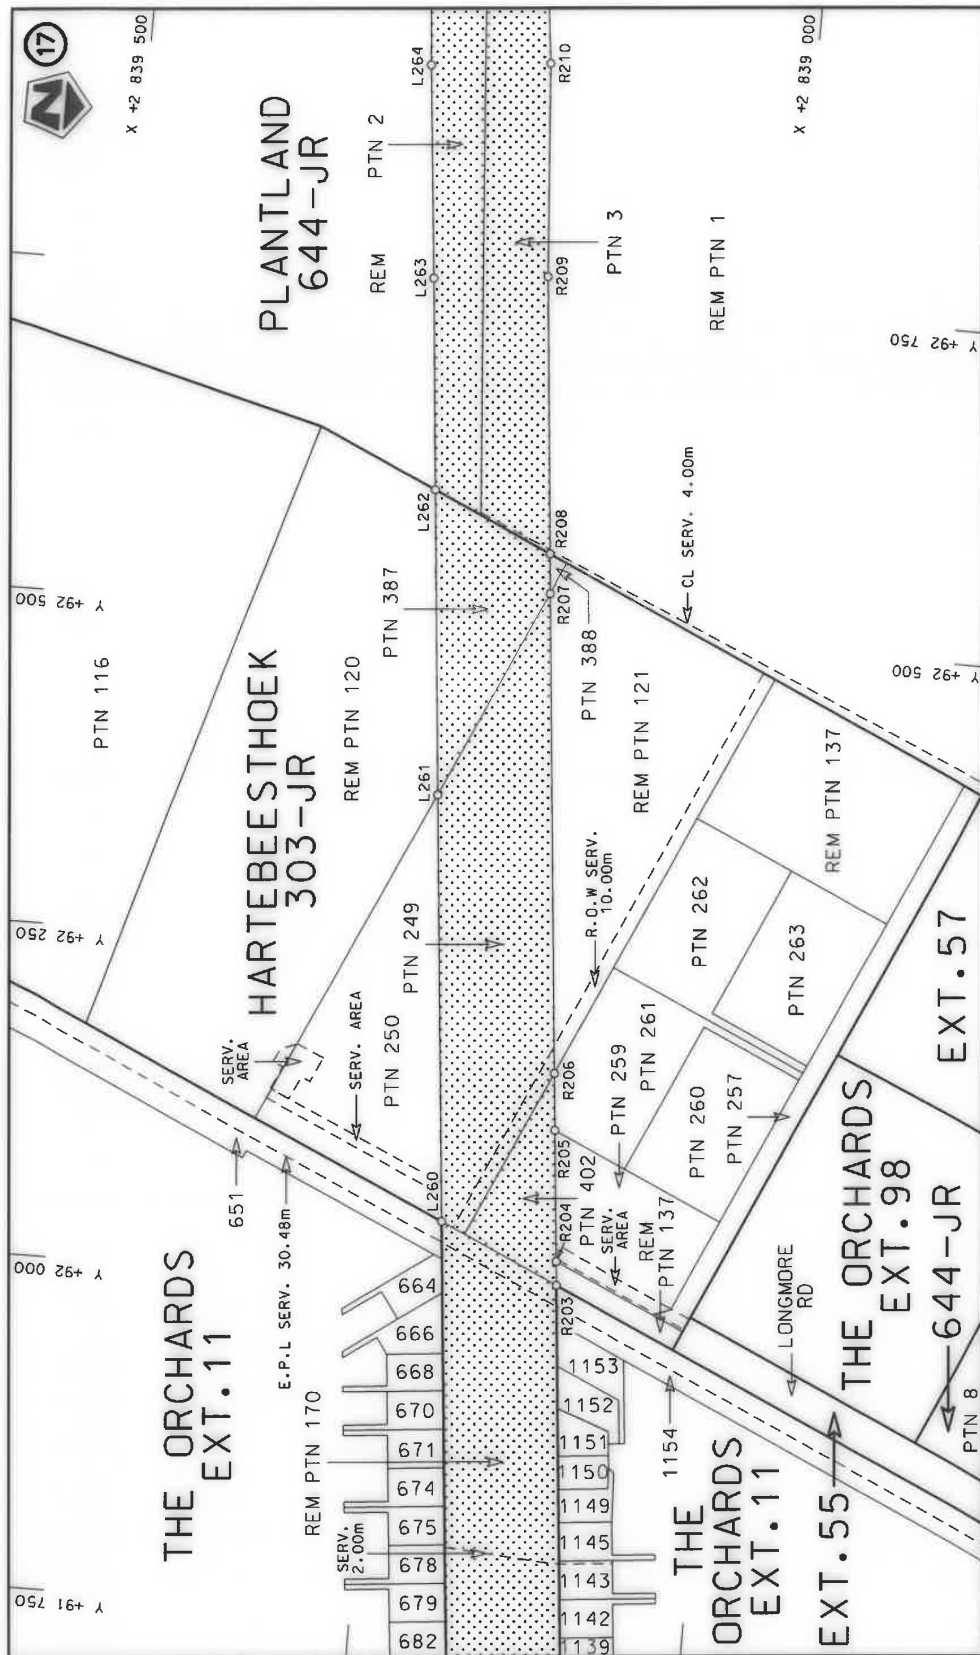 17
N
X +2 839 500
X +2 839 000
L264
R210
PLANTLAND
644-JR
PTN 2
REM
L263
PTN 3
R209
REM PTN 1
Y +92 750
L262
R208
CL SERV. 4.00m
Y +92 500
PTN 116
PTN 387
R207
PTN 388
Y +92 500
HARTEBEESTHOEK
303-JR
REM PTN 120
L261
REM PTN 121
REM PTN 137
R.O.W SERV.
10.00m
PTN 262
PTN 263
EXT.57
Y +92 250
PTN 249
SERV.
AREA
SERV. AREA
PTN 250
R206
PTN 261
PTN 259
PTN 260
PTN 257
651
E.P.L SERV. 30.48m
L260
R205
PTN 402
R204
SERV.
AREA
REM
PTN 137
R203
THE ORCHARDS
EXT.98
644-JR
LONGMORE
RD
PTN 8
Y +92 000
THE ORCHARDS
EXT.11
REM PTN 170
SERV.
2.00m
664
666
668
670
671
674
675
678
679
682
1153
1152
1151
1150
1149
1145
1143
1142
1139
1154
THE
ORCHARDS
EXT.11
EXT.55
Y +91 750